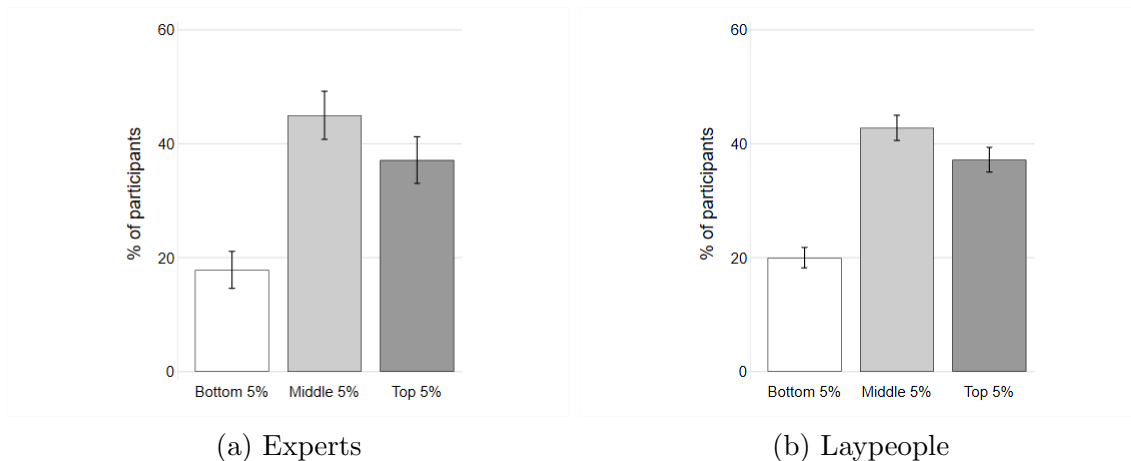 60
40
20
0
% of participants
Bottom 5% Middle 5% Top 5%
(a) Experts
60
40
20
0
% of participants
Bottom 5% Middle 5% Top 5%
(b) Laypeople